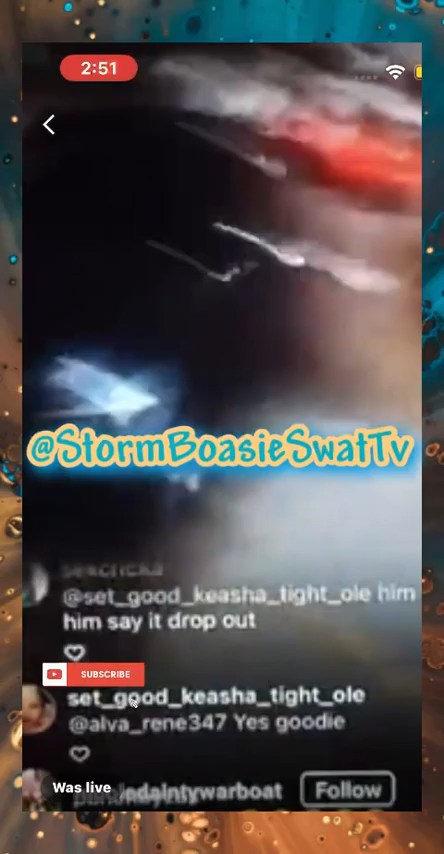 2:51
@StormBoasieSwatTv
@set_good_keasha_tight_ole him
him say it drop out
SUBSCRIBE
set_good_keasha_tight_ole
@alva_rene347 Yes goodie
Was live
Follow